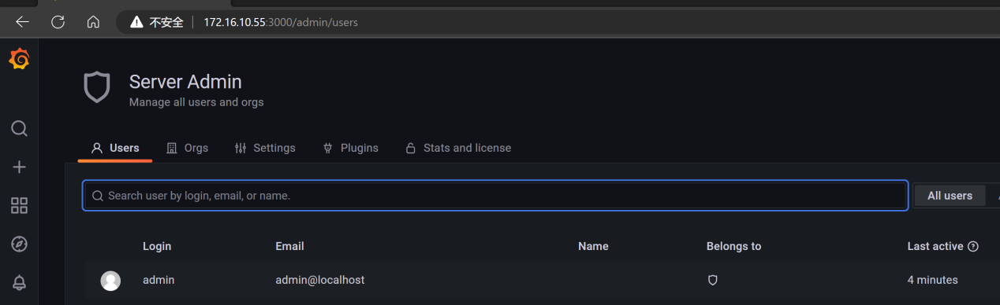 不安全 172.16.10.55:3000/admin/users
Server Admin
Manage all users and orgs
Users Orgs Settings Plugins Stats and license
Search user by login, email, or name. All users
Login Email Name Belongs to Last active
admin admin@localhost 4 minutes